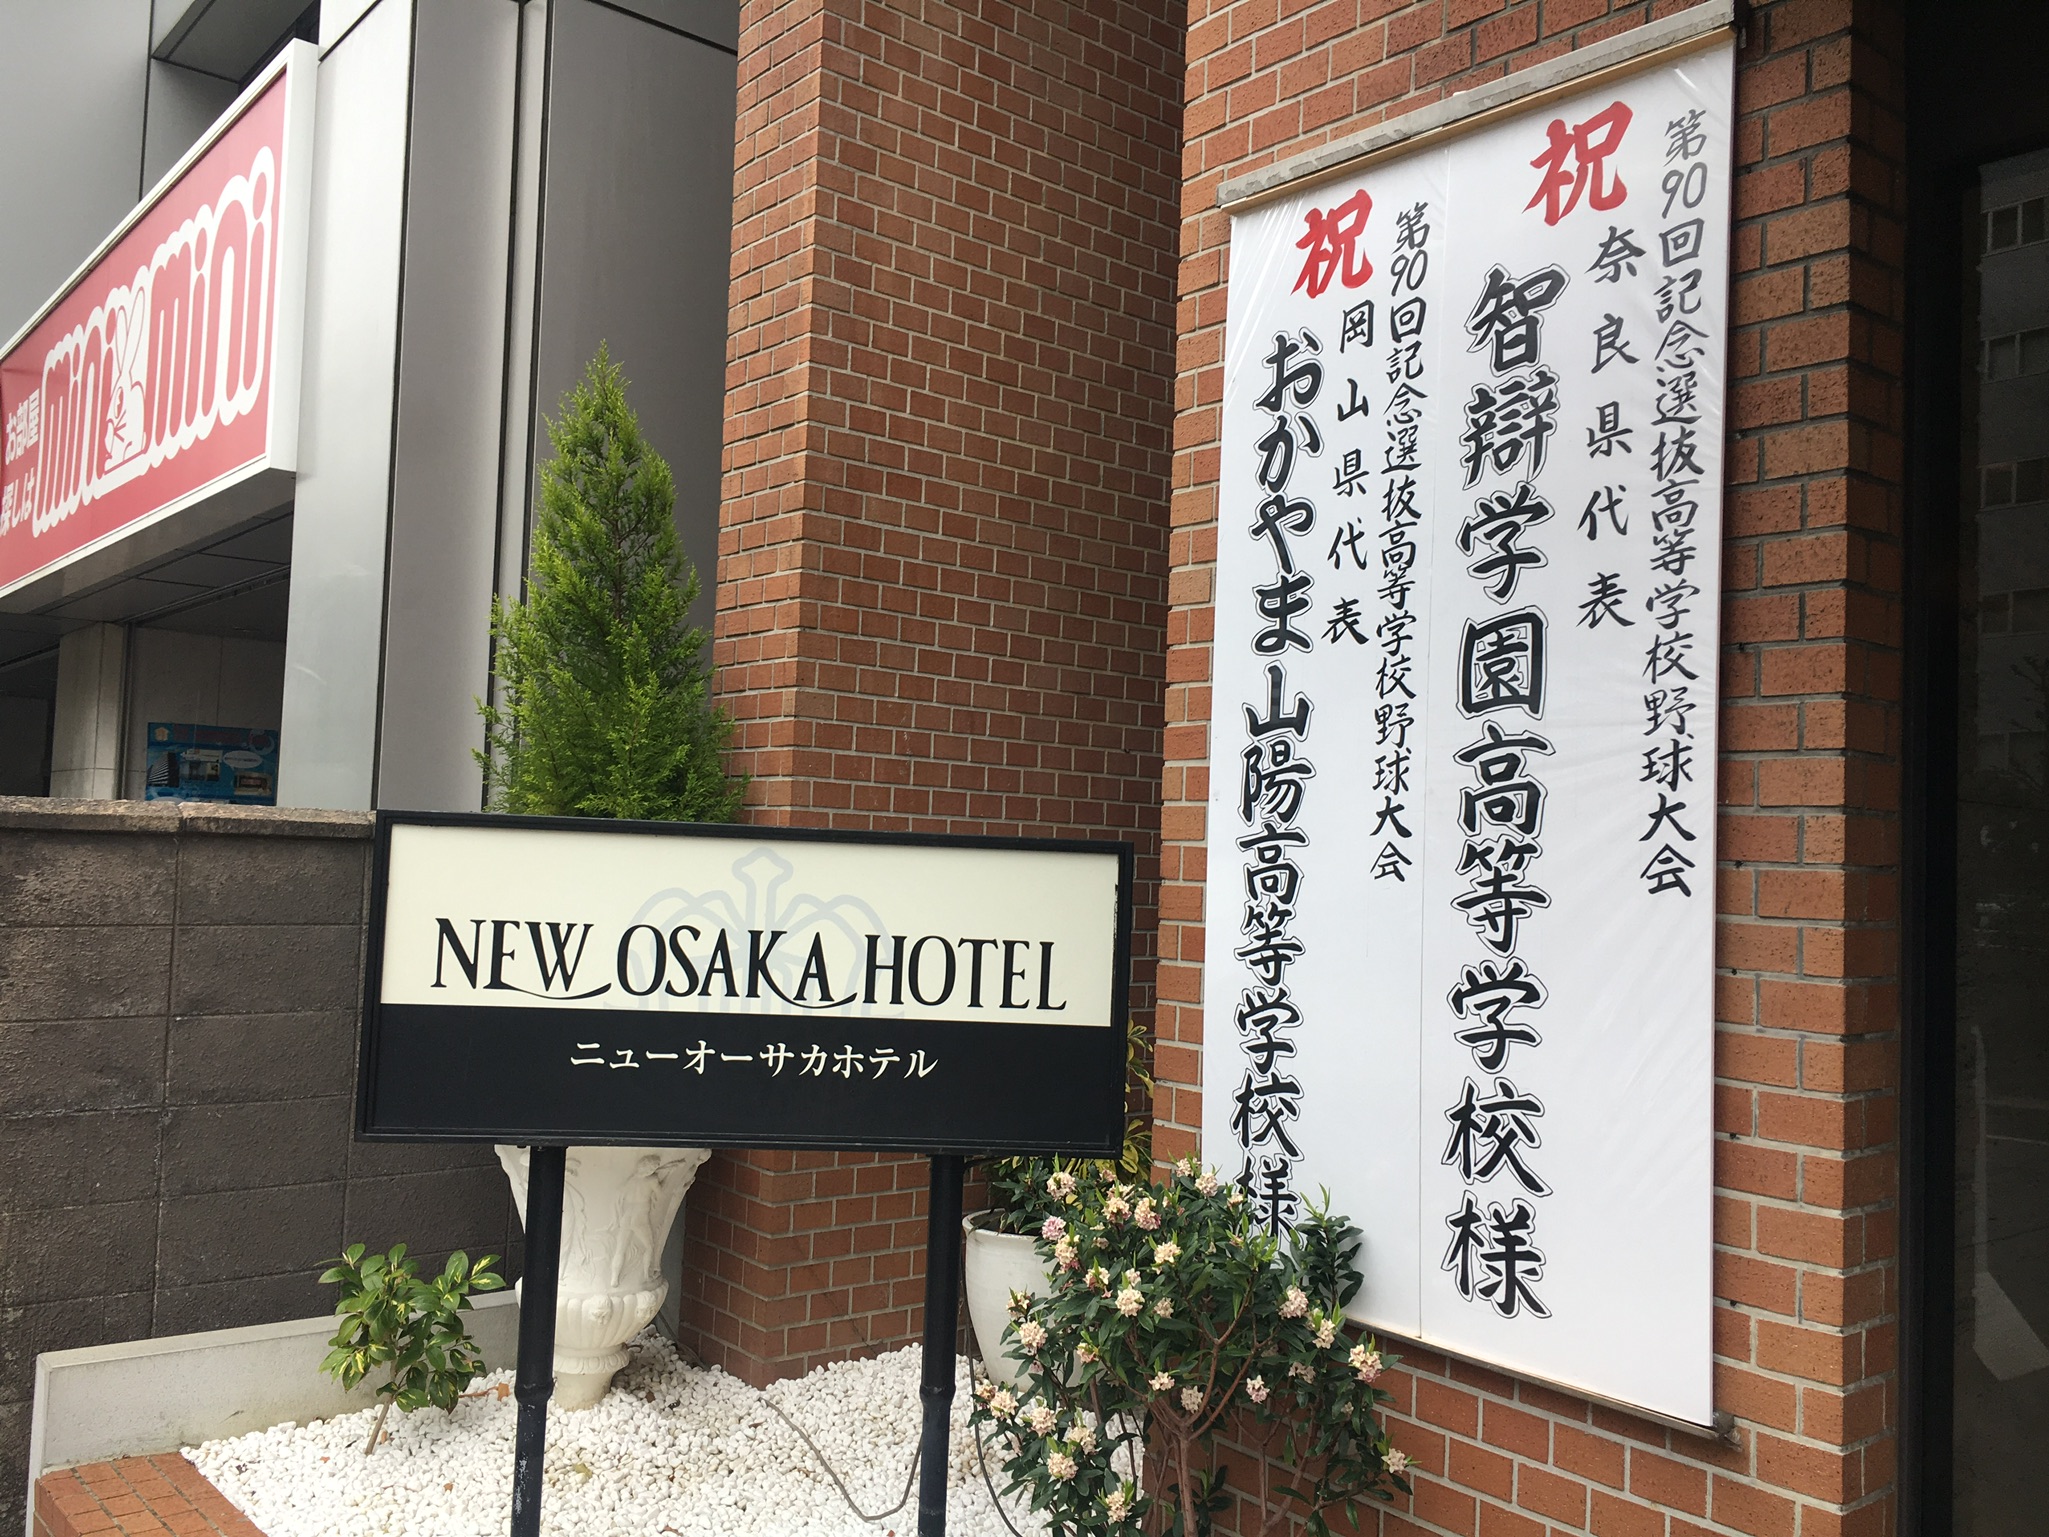 祝
第90回記念選抜高等学校野球大会
奈良県代表
智辯学園高等学校様
祝
第90回記念選抜高等学校野球大会
岡山県代表
おかやま山陽高等学校様
お部屋
探しは
mini mini
NEW OSAKA HOTEL
ニューオーサカホテル